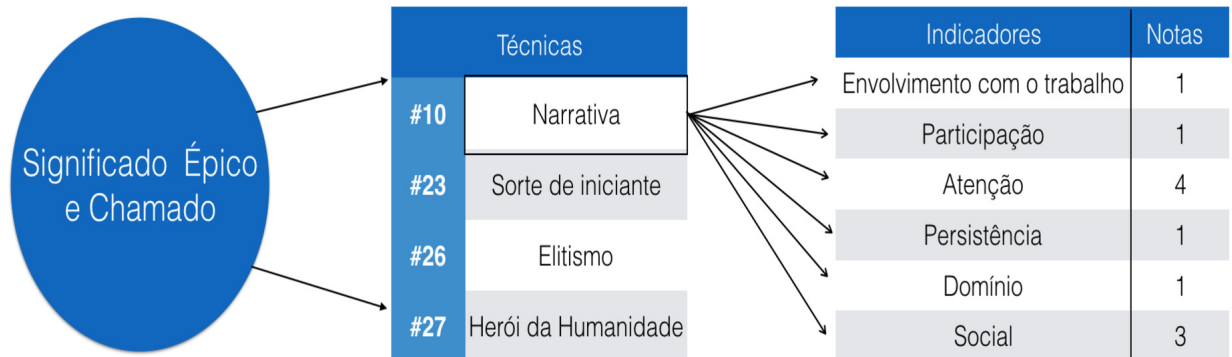 Significado Épico
e Chamado
Técnicas
#10 Narrativa
#23 Sorte de iniciante
#26 Elitismo
#27 Herói da Humanidade
Indicadores Notas
Envolvimento com o trabalho 1
Participação 1
Atenção 4
Persistência 1
Domínio 1
Social 3